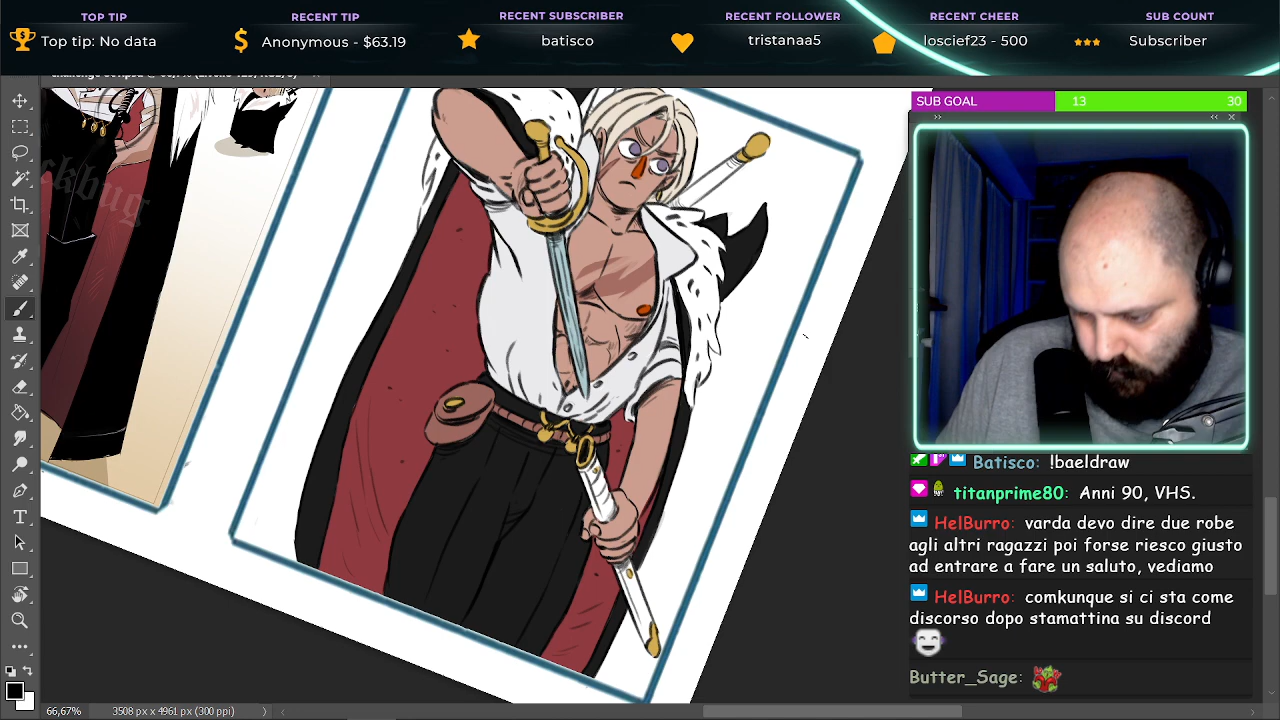 TOP TIP
Top tip: No data
RECENT TIP
Anonymous - $63.19
RECENT SUBSCRIBER
batisco
RECENT FOLLOWER
tristanaa5
RECENT CHEER
loscief23 - 500
SUB COUNT
Subscriber
SUB GOAL
13
30
Batisco: !baeldraw
titanprime80: Anni 90, VHS.
HelBurro: varda devo dire due robe
agli altri ragazzi poi forse riesco giusto
ad entrare a fare un saluto, vediamo
HelBurro: comkunque si ci sta come
discorso dopo stamattina su discord
Butter_Sage:
66,67%
3508 px x 4961 px (300 ppi)